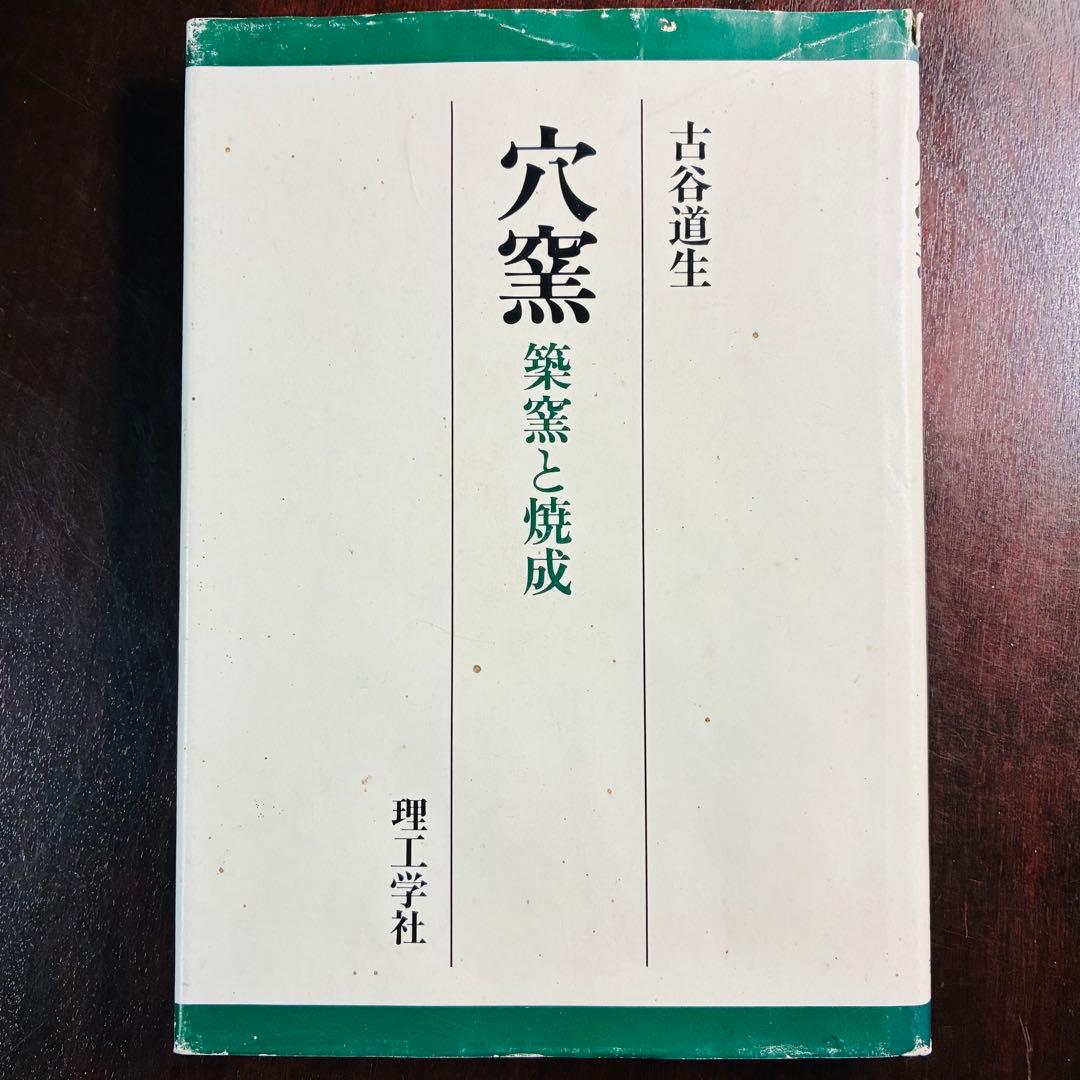 古谷道生
穴窯
築窯と焼成
理工学社